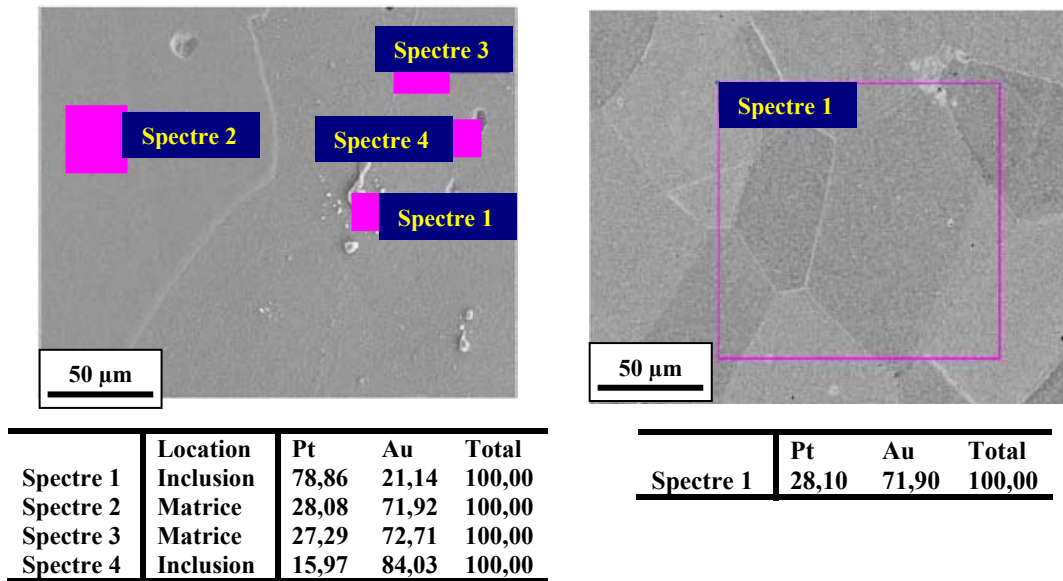 Spectre 3
Spectre 2
Spectre 4
Spectre 1
50 µm
Spectre 1
50 µm
Location Pt Au Total
Spectre 1 Inclusion 78,86 21,14 100,00
Spectre 2 Matrice 28,08 71,92 100,00
Spectre 3 Matrice 27,29 72,71 100,00
Spectre 4 Inclusion 15,97 84,03 100,00
Pt Au Total
Spectre 1 28,10 71,90 100,00